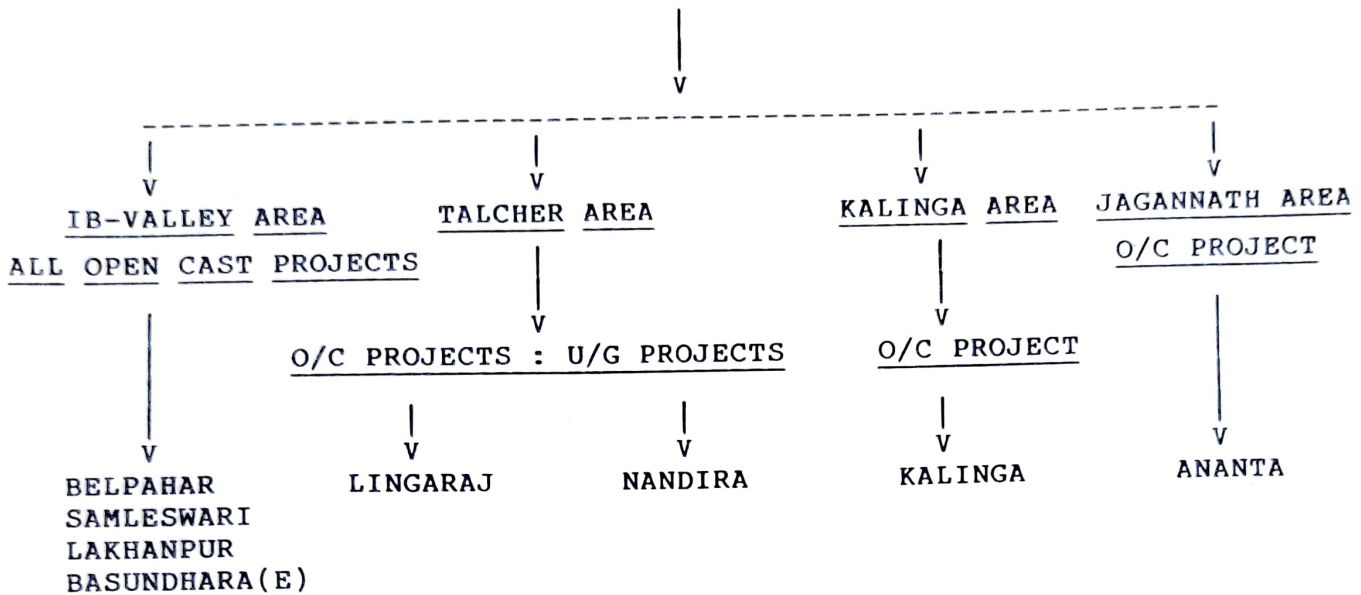 IB-VALLEY AREA TALCHER AREA KALINGA AREA JAGANNATH AREA
ALL OPEN CAST PROJECTS O/C PROJECT
O/C PROJECTS : U/G PROJECTS O/C PROJECT
BELPAHAR LINGARAJ NANDIRA KALINGA ANANTA
SAMLESWARI
LAKHANPUR
BASUNDHARA(E)